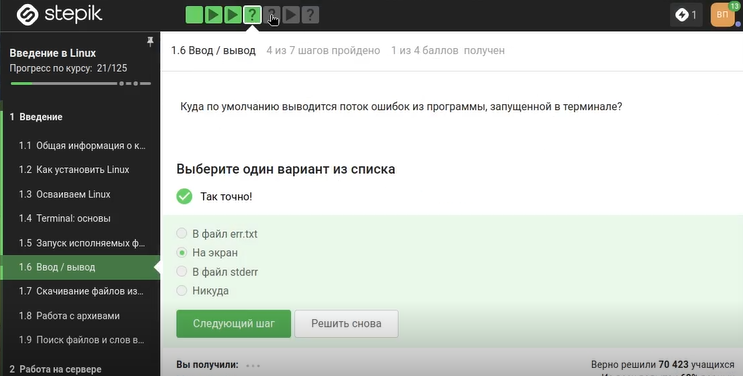 stepik
?
?
?
1
ВП
13
Введение в Linux
Прогресс по курсу: 21/125
1 Введение
1.1 Общая информация о к...
1.2 Как установить Linux
1.3 Осваиваем Linux
1.4 Terminal: основы
1.5 Запуск исполняемых ф...
1.6 Ввод / вывод
1.7 Скачивание файлов из...
1.8 Работа с архивами
1.9 Поиск файлов и слов в...
2 Работа на сервере
1.6 Ввод / вывод 4 из 7 шагов пройдено 1 из 4 баллов получен
Куда по умолчанию выводится поток ошибок из программы, запущенной в терминале?
Выберите один вариант из списка
Так точно!
В файл err.txt
На экран
В файл stderr
Никуда
Следующий шаг Решить снова
Вы получили: Верно решили 70 423 учащихся